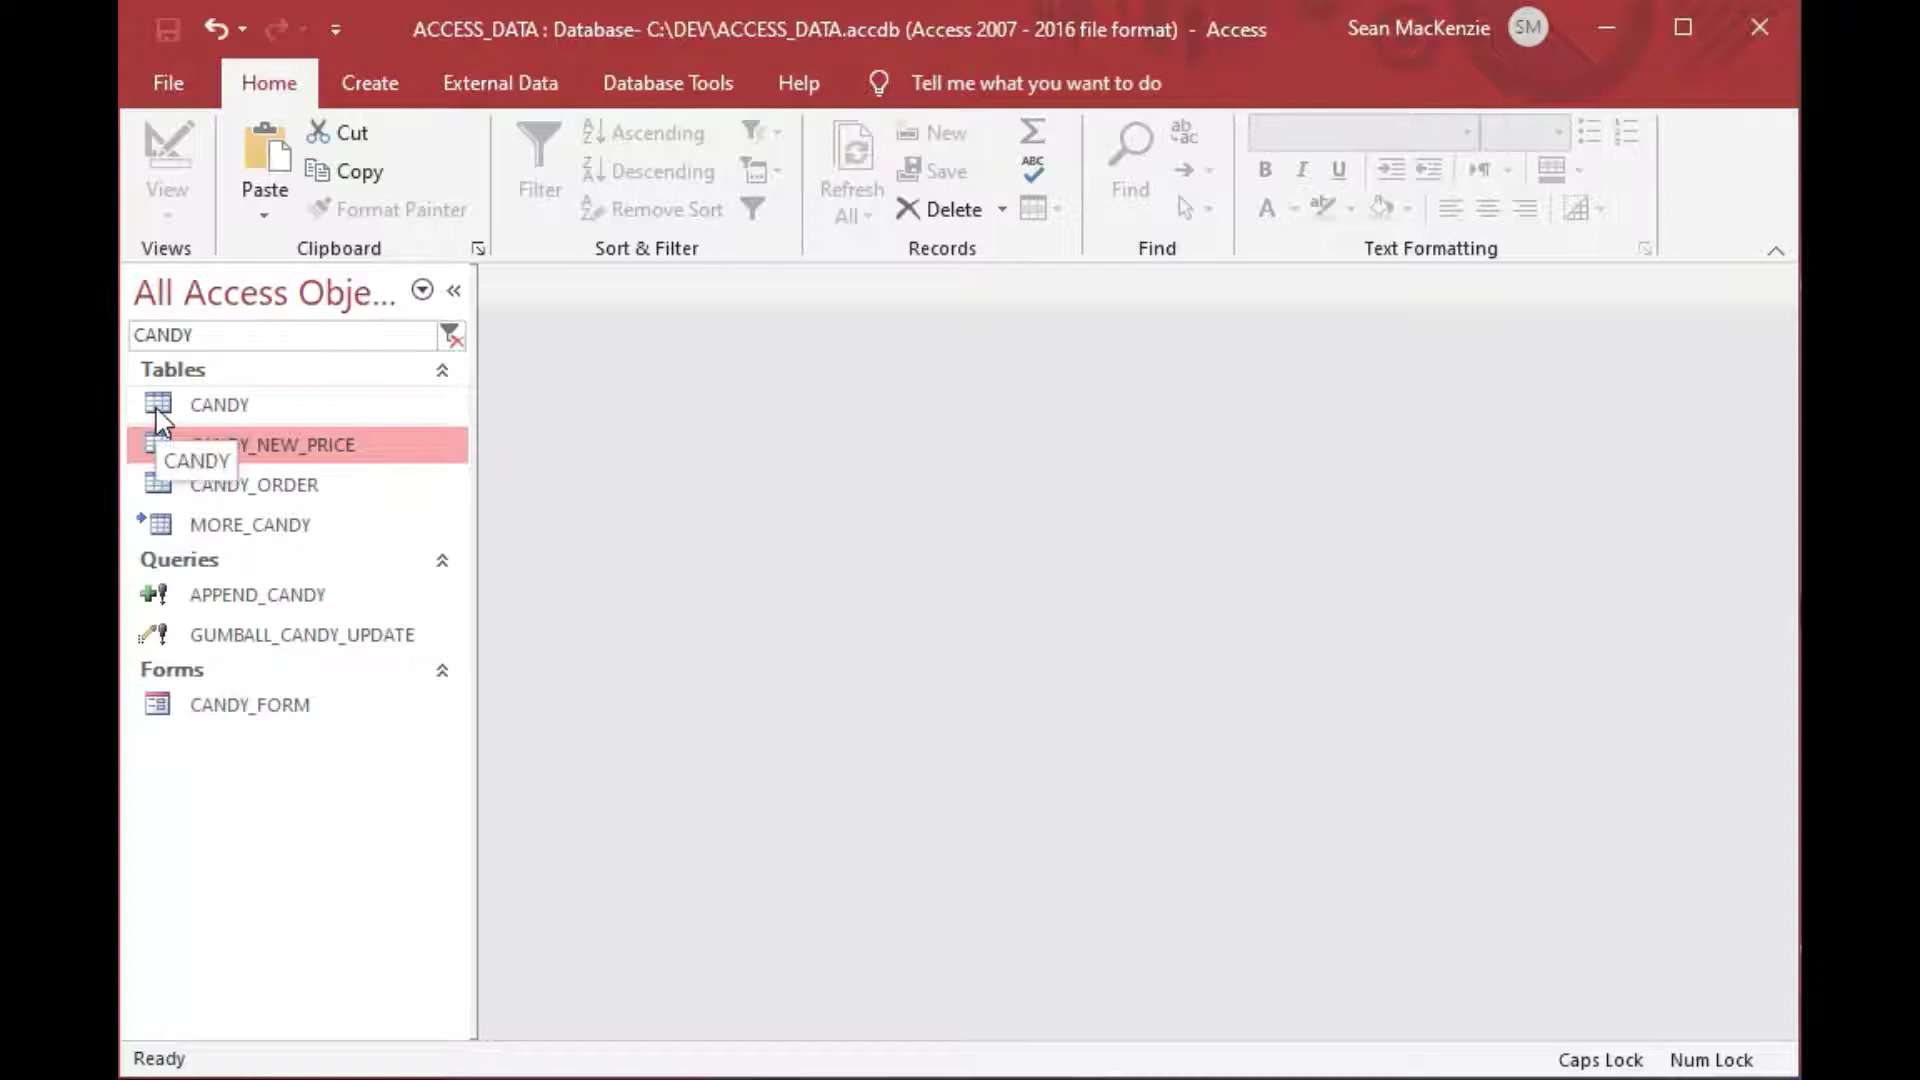 ACCESS_DATA : Database- C:\DEV\ACCESS_DATA.accdb (Access 2007 - 2016 file format) - Access
Sean MacKenzie SM
File Home Create External Data Database Tools Help Tell me what you want to do
View
Views
Paste
Cut
Copy
Format Painter
Clipboard
Filter
Ascending
Descending
Remove Sort
Sort & Filter
Refresh
All
New
Save
Delete
ABC
Records
Find
ab
ac
Find
B I U
A
Text Formatting
All Access Obje...
CANDY
Tables
CANDY
Y_NEW_PRICE
CANDY
CANDY_ORDER
MORE_CANDY
Queries
APPEND_CANDY
GUMBALL_CANDY_UPDATE
Forms
CANDY_FORM
Ready
Caps Lock Num Lock